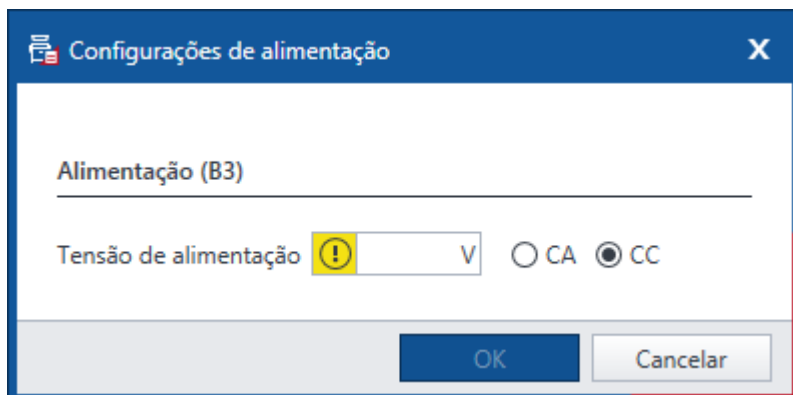 Configurações de alimentação X
Alimentação (B3)
Tensão de alimentação ! V CA CC
OK Cancelar